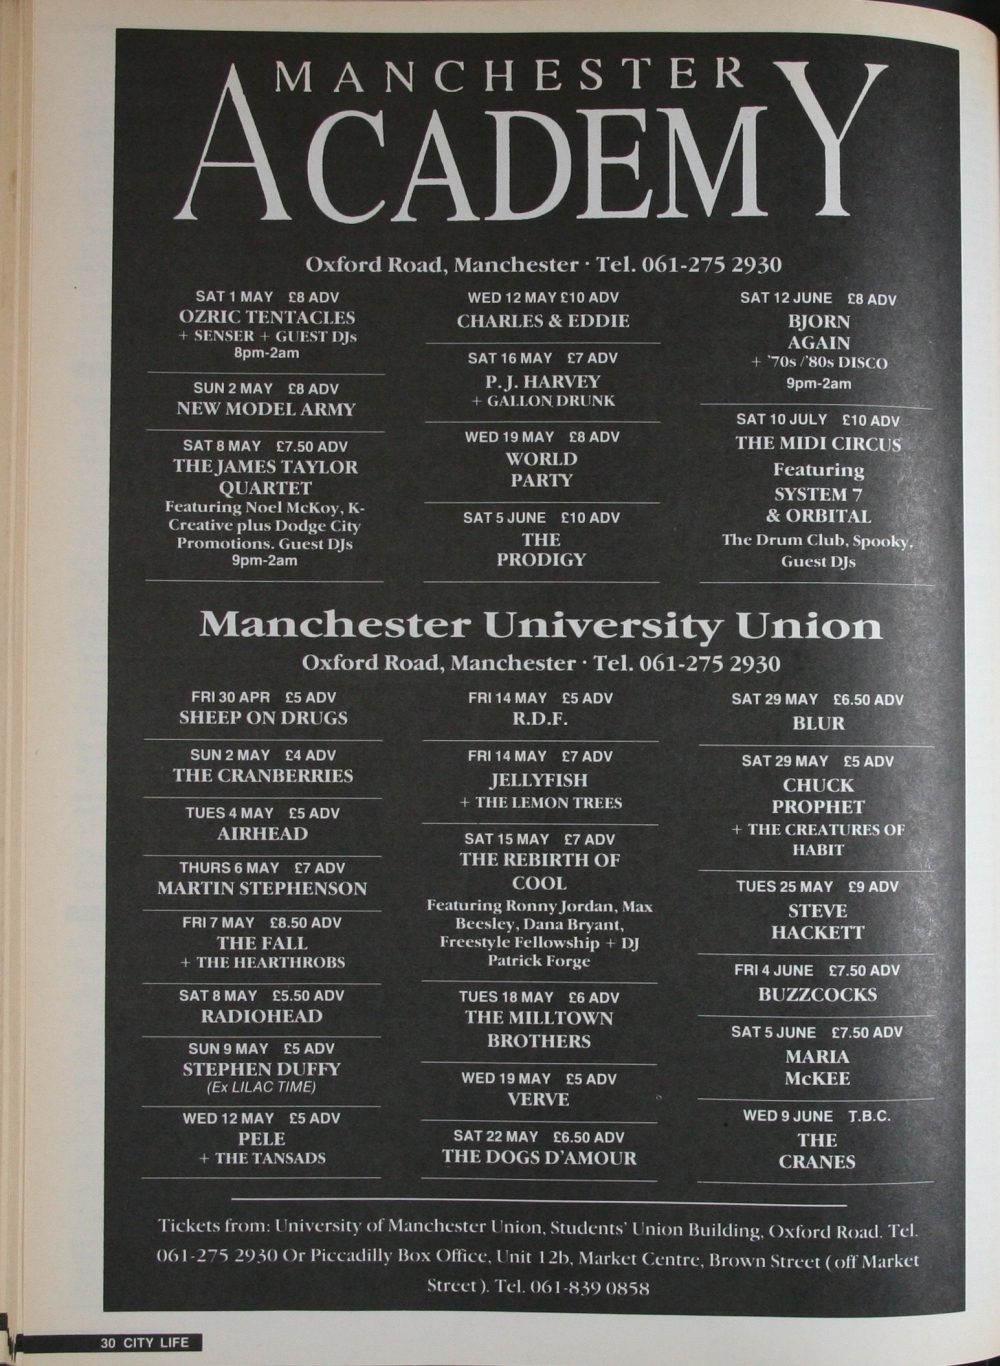 MANCHESTER
ACADEMY
Oxford Road, Manchester · Tel. 061-275 2930
SAT 1 MAY £8 ADV
OZRIC TENTACLES
+ SENSER + GUEST DJs
8pm-2am
SUN 2 MAY £8 ADV
NEW MODEL ARMY
SAT 8 MAY £7.50 ADV
THE JAMES TAYLOR
QUARTET
Featuring Noel McKoy, K-
Creative plus Dodge City
Promotions. Guest DJs
9pm-2am
WED 12 MAY £10 ADV
CHARLES & EDDIE
SAT 16 MAY £7 ADV
P. J. HARVEY
+ GALLON DRUNK
WED 19 MAY £8 ADV
WORLD
PARTY
SAT 5 JUNE £10 ADV
THE
PRODIGY
SAT 12 JUNE £8 ADV
BJORN
AGAIN
+ '70s /'80s DISCO
9pm-2am
SAT 10 JULY £10 ADV
THE MIDI CIRCUS
Featuring
SYSTEM 7
& ORBITAL
The Drum Club, Spooky,
Guest DJs
Manchester University Union
Oxford Road, Manchester · Tel. 061-275 2930
FRI 30 APR £5 ADV
SHEEP ON DRUGS
SUN 2 MAY £4 ADV
THE CRANBERRIES
TUES 4 MAY £5 ADV
AIRHEAD
THURS 6 MAY £7 ADV
MARTIN STEPHENSON
FRI 7 MAY £8.50 ADV
THE FALL
+ THE HEARTHROBS
SAT 8 MAY £5.50 ADV
RADIOHEAD
SUN 9 MAY £5 ADV
STEPHEN DUFFY
(Ex LILAC TIME)
WED 12 MAY £5 ADV
PELE
+ THE TANSADS
FRI 14 MAY £5 ADV
R.D.F.
FRI 14 MAY £7 ADV
JELLYFISH
+ THE LEMON TREES
SAT 15 MAY £7 ADV
THE REBIRTH OF
COOL
Featuring Ronny Jordan, Max
Beesley, Dana Bryant,
Freestyle Fellowship + DJ
Patrick Forge
TUES 18 MAY £6 ADV
THE MILLTOWN
BROTHERS
WED 19 MAY £5 ADV
VERVE
SAT 22 MAY £6.50 ADV
THE DOGS D'AMOUR
SAT 29 MAY £6.50 ADV
BLUR
SAT 29 MAY £5 ADV
CHUCK
PROPHET
+ THE CREATURES OF
HABIT
TUES 25 MAY £9 ADV
STEVE
HACKETT
FRI 4 JUNE £7.50 ADV
BUZZCOCKS
SAT 5 JUNE £7.50 ADV
MARIA
McKEE
WED 9 JUNE T.B.C.
THE
CRANES
Tickets from: University of Manchester Union, Students' Union Building, Oxford Road. Tel.
061-275 2930 Or Piccadilly Box Office, Unit 12b, Market Centre, Brown Street (off Market
Street). Tel. 061-839 0858
30 CITY LIFE